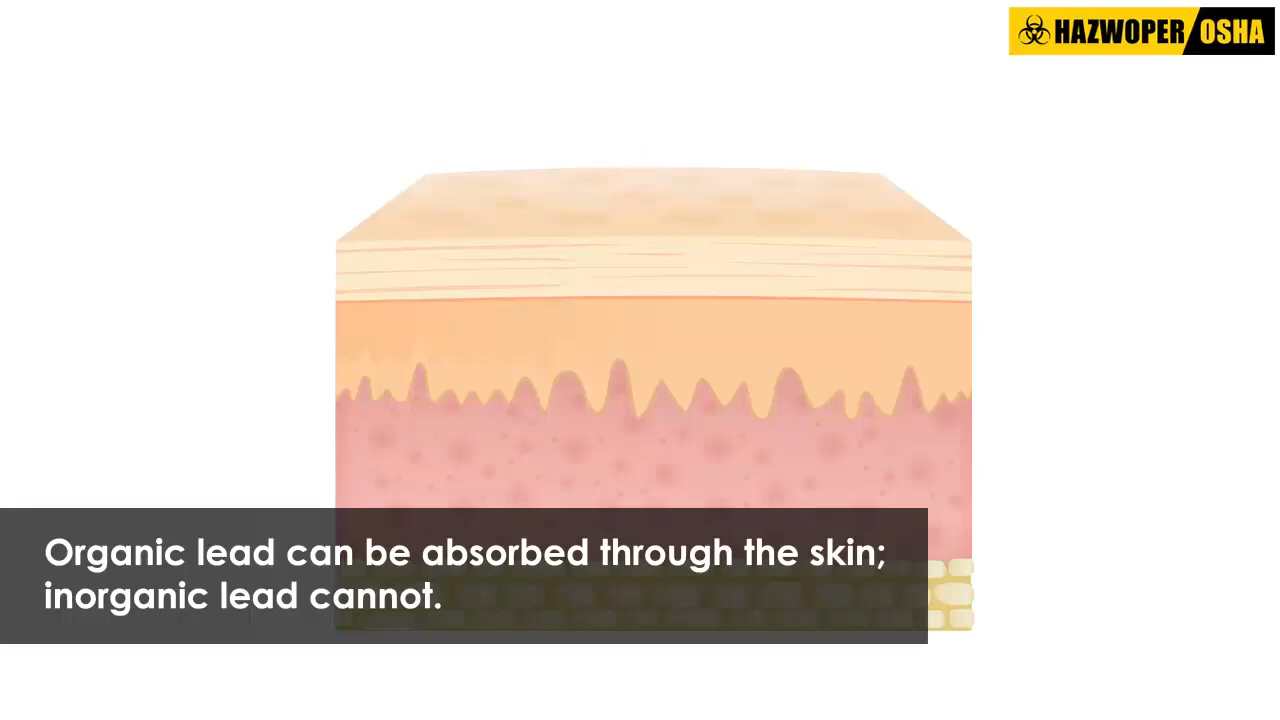 HAZWOPER OSHA
Organic lead can be absorbed through the skin;
inorganic lead cannot.